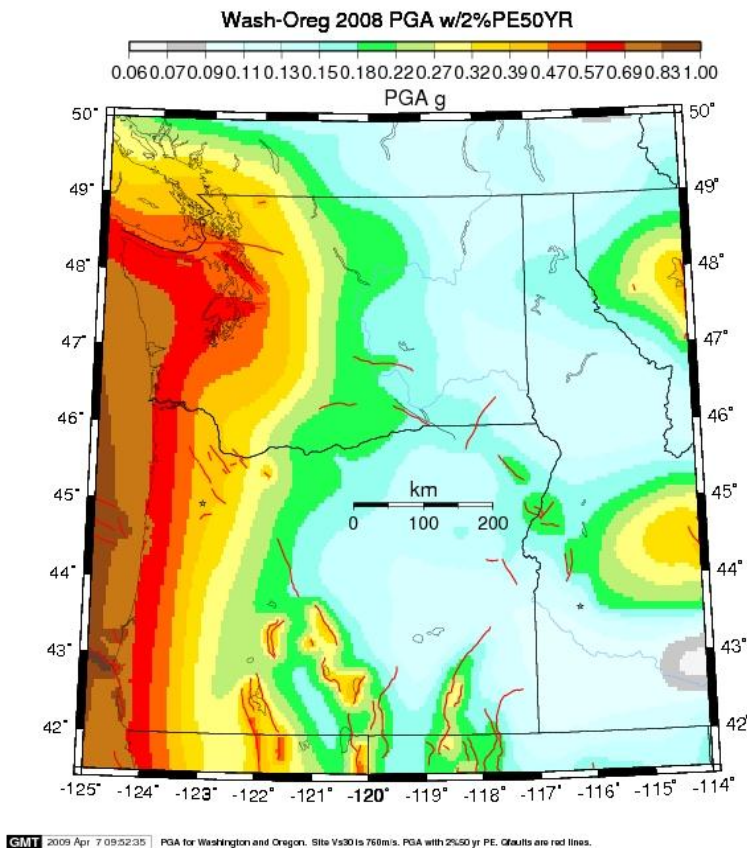 Wash-Oreg 2008 PGA w/2%PE50YR
0.06 0.07 0.09 0.11 0.13 0.15 0.18 0.22 0.27 0.32 0.39 0.47 0.57 0.69 0.83 1.00
PGA g
50° 50°
49° 49°
48° 48°
47° 47°
46° 46°
45° 45°
km
0 100 200
44° 44°
43° 43°
42° 42°
-125° -124° -123° -122° -121° -120° -119° -118° -117° -116° -115° -114°
GMT 2009 Apr 7 09:52:35 PGA for Washington and Oregon. Site Vs30 is 760m/s. PGA with 2%50 yr PE. Qfaults are red lines.